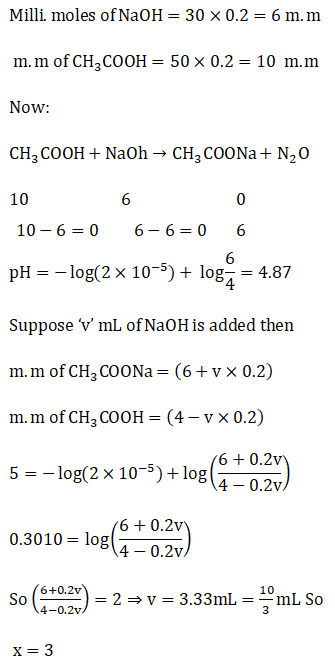 Milli. moles of NaOH = 30 × 0.2 = 6 m.m
m.m of CH₃COOH = 50 × 0.2 = 10 m.m
Now:
CH₃COOH + NaOh → CH₃COONa + N₂O
10 6 0
10 − 6 = 0 6 − 6 = 0 6
pH = −log(2 × 10⁻⁵) + log 6/4 = 4.87
Suppose ‘v’ mL of NaOH is added then
m.m of CH₃COONa = (6 + v × 0.2)
m.m of CH₃COOH = (4 − v × 0.2)
5 = −log(2 × 10⁻⁵) + log((6 + 0.2v)/(4 − 0.2v))
0.3010 = log((6 + 0.2v)/(4 − 0.2v))
So ((6+0.2v)/(4−0.2v)) = 2 ⇒ v = 3.33mL = 10/3 mL So
x = 3